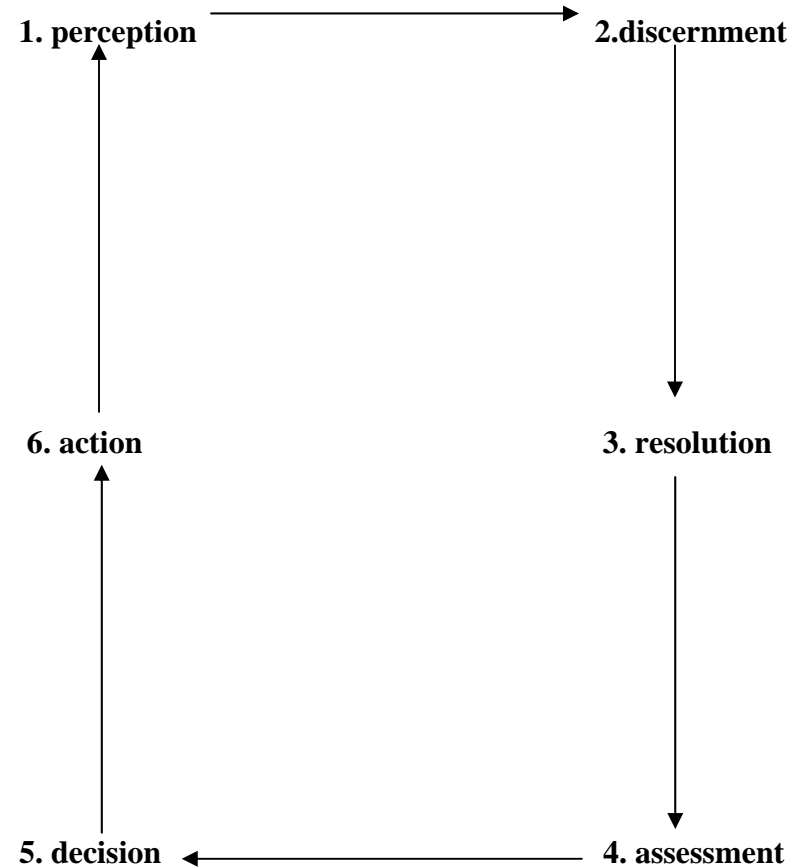 1. perception
2.discernment
6. action
3. resolution
5. decision
4. assessment